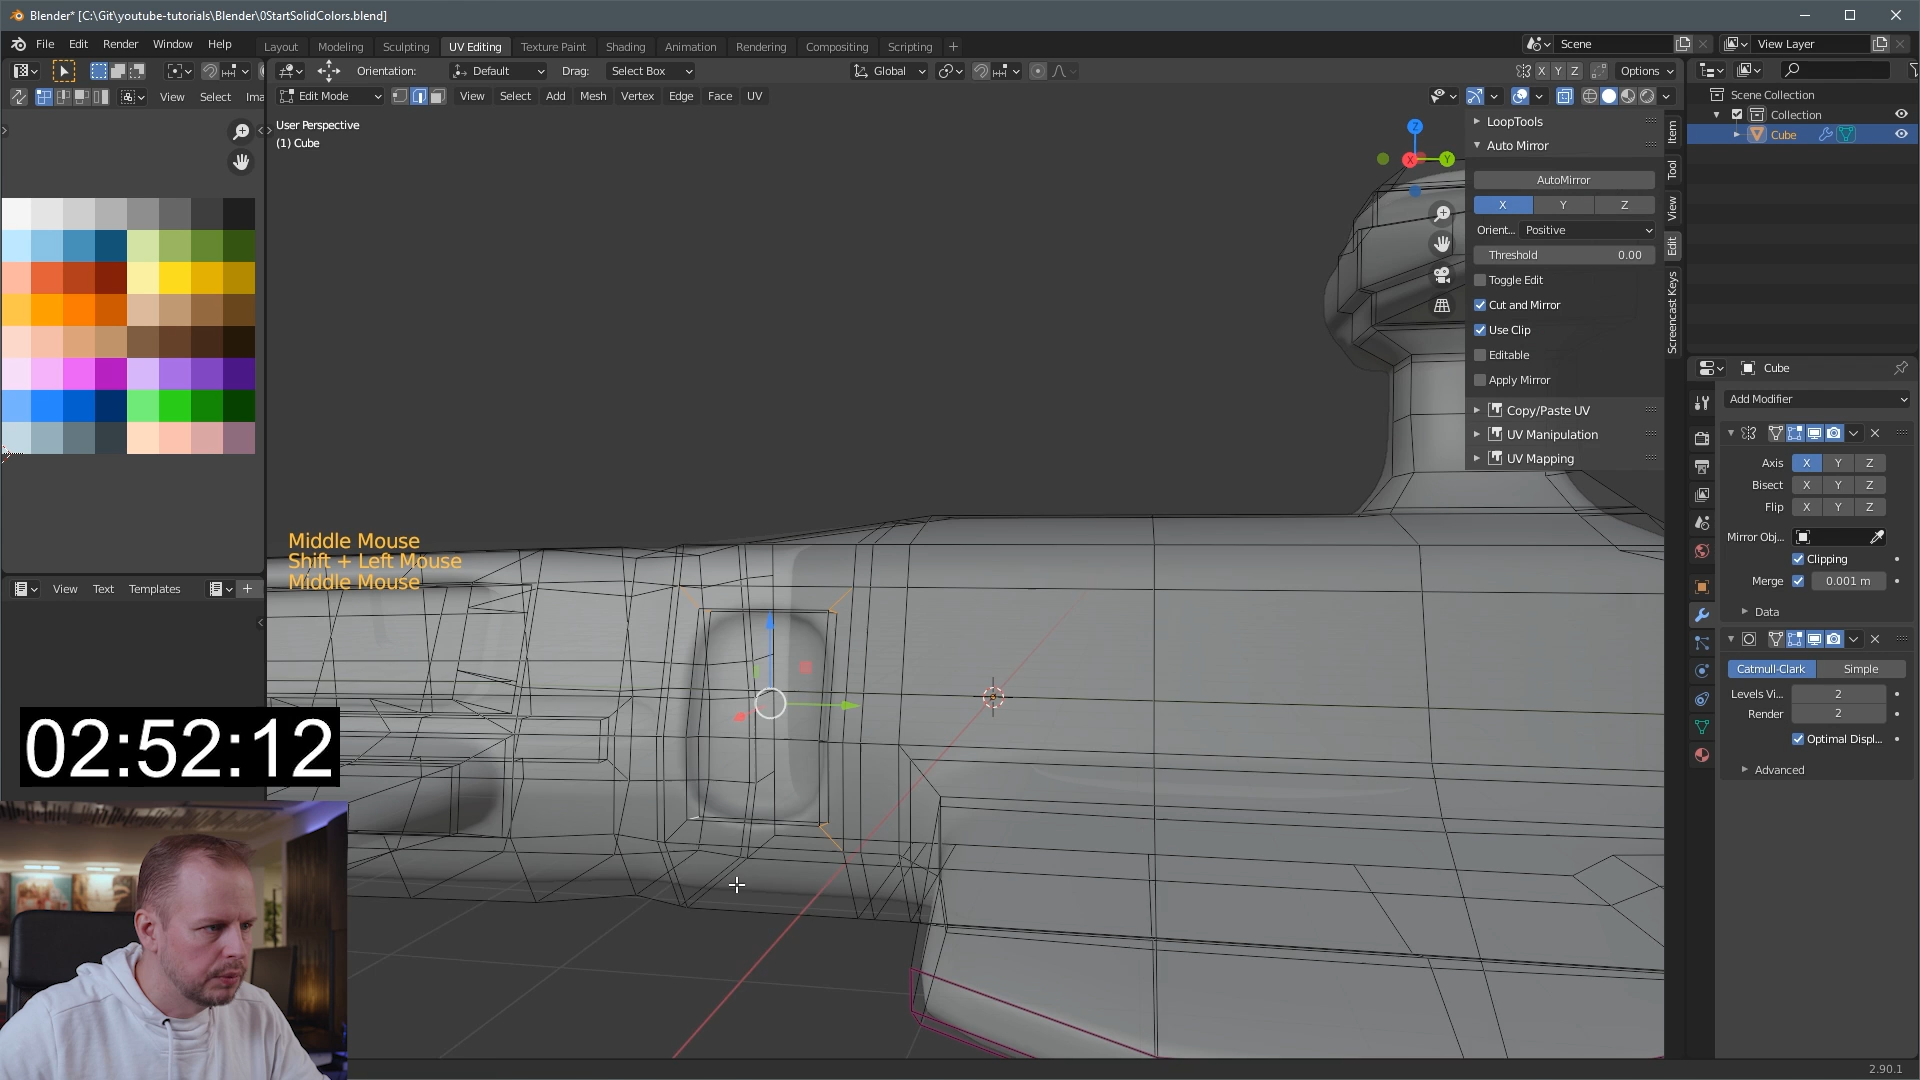 Blender* [C:\Git\youtube-tutorials\Blender\0StartSolidColors.blend]
File Edit Render Window Help
Layout Modeling Sculpting UV Editing Texture Paint Shading Animation Rendering Compositing Scripting +
Scene
View Layer
Orientation: Default Drag: Select Box
Global
X Y Z
Options
View Select Ima
Edit Mode
View Select Add Mesh Vertex Edge Face UV
User Perspective
(1) Cube
Z
X
Y
LoopTools
Auto Mirror
AutoMirror
X Y Z
Orient... Positive
Threshold 0.00
Toggle Edit
Cut and Mirror
Use Clip
Editable
Apply Mirror
Copy/Paste UV
UV Manipulation
UV Mapping
Item
Tool
View
Edit
Screencast Keys
Scene Collection
Collection
Cube
Cube
Add Modifier
Axis X Y Z
Bisect X Y Z
Flip X Y Z
Mirror Obj...
Clipping
Merge 0.001 m
Data
Catmull-Clark Simple
Levels Vi... 2
Render 2
Optimal Displ...
Advanced
View Text Templates
Middle Mouse
Shift + Left Mouse
Middle Mouse
02:52:12
2.90.1